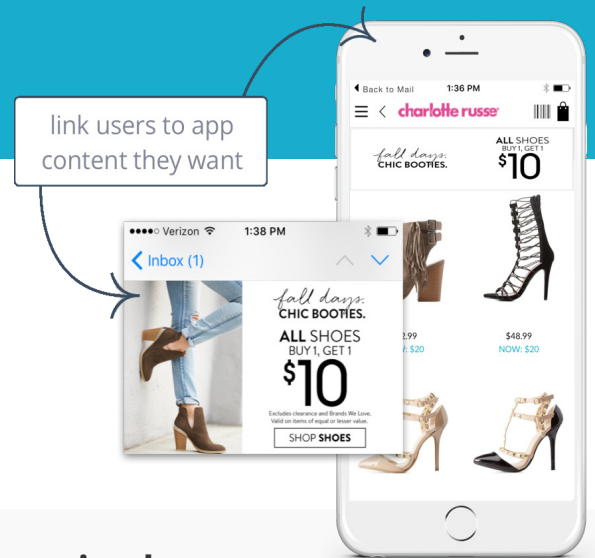 link users to app
content they want
Back to Mail 1:36 PM
charlotte russe
fall days.
CHIC BOOTIES.
ALL SHOES
BUY 1, GET 1
$10
Verizon 1:38 PM
Inbox (1)
fall days.
CHIC BOOTIES.
ALL SHOES
BUY 1, GET 1
$10
Excludes clearance and Brands We Love.
Valid on items of equal or lesser value.
SHOP SHOES
2.99
: $20
$48.99
NOW: $20